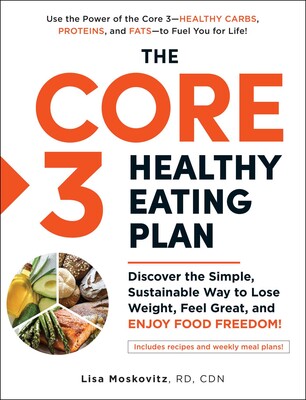 Use the Power of the Core 3—HEALTHY CARBS,
PROTEINS, and FATS—to Fuel You for Life!
THE
CORE
3
HEALTHY
EATING
PLAN
Discover the Simple,
Sustainable Way to Lose
Weight, Feel Great, and
ENJOY FOOD FREEDOM!
Includes recipes and weekly meal plans!
Lisa Moskovitz, RD, CDN